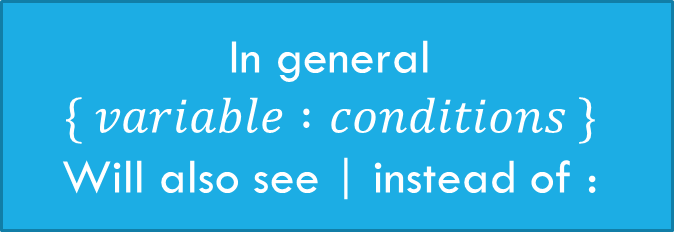 In general
{ variable : conditions }
Will also see | instead of :